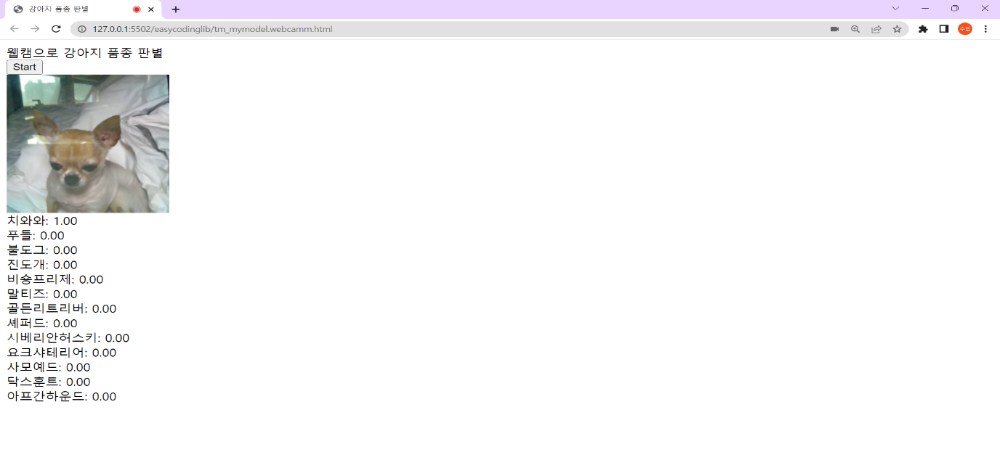 강아지 품종 판별
127.0.0.1:5502/easycodinglib/tm_mymodel.webcamm.html
수빈
웹캠으로 강아지 품종 판별
Start
치와와: 1.00
푸들: 0.00
불도그: 0.00
진도개: 0.00
비숑프리제: 0.00
말티즈: 0.00
골든리트리버: 0.00
셰퍼드: 0.00
시베리안허스키: 0.00
요크샤테리어: 0.00
사모예드: 0.00
닥스훈트: 0.00
아프간하운드: 0.00